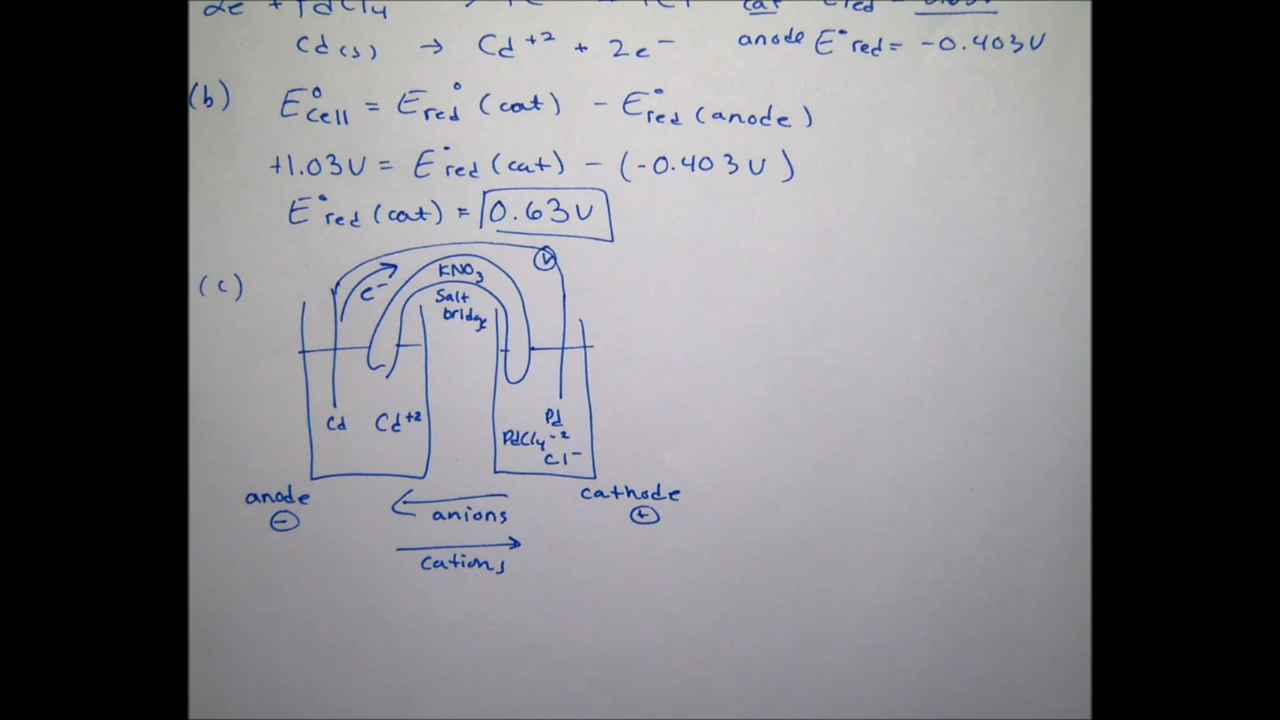 Cd(s) → Cd⁺² + 2e⁻ anode E°red = -0.403V
(b) E°cell = E°red (cat) - E°red (anode)
+1.03V = E°red (cat) - (-0.403V)
E°red (cat) = 0.63V
(c)
e⁻
KNO₃
Salt
bridge
V
Cd Cd⁺²
Pd
PdCl₄⁻²
Cl⁻
anode
-
cathode
+
anions
cations